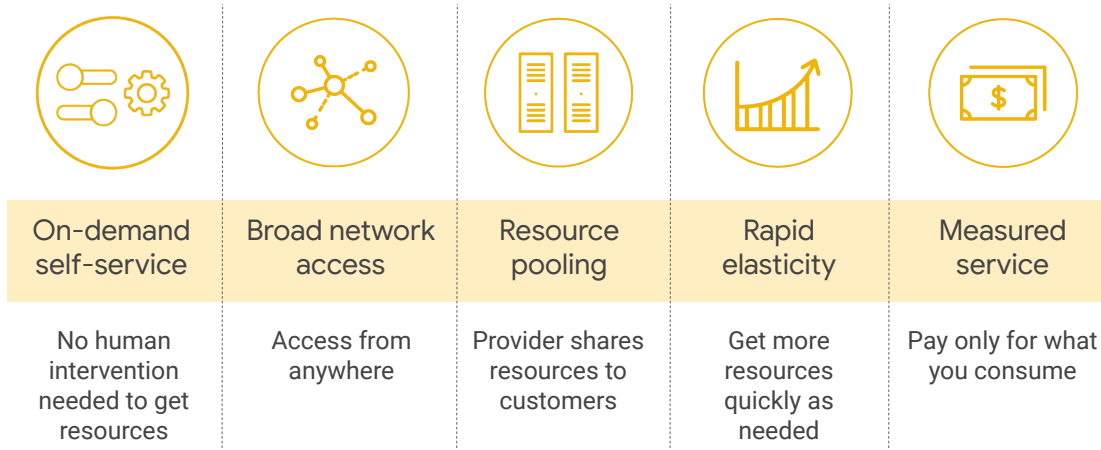 $
On-demand
self-service
Broad network
access
Resource
pooling
Rapid
elasticity
Measured
service
No human
intervention
needed to get
resources
Access from
anywhere
Provider shares
resources to
customers
Get more
resources
quickly as
needed
Pay only for what
you consume